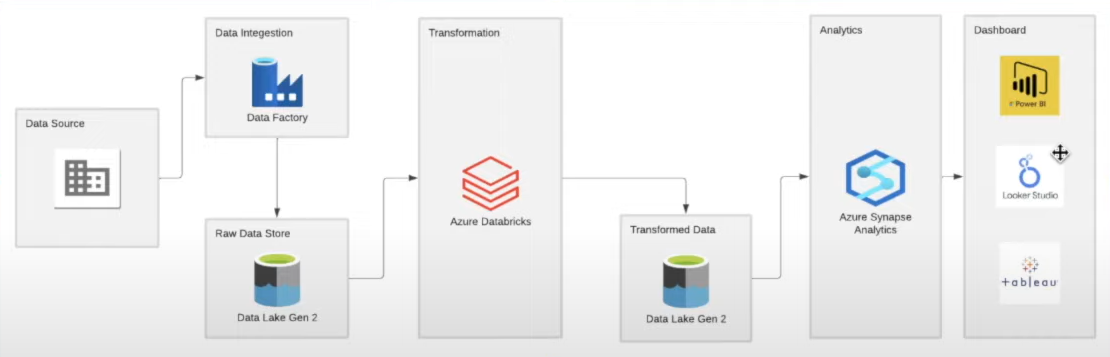 Data Source
Data Integestion
Data Factory
Raw Data Store
Data Lake Gen 2
Transformation
Azure Databricks
Transformed Data
Data Lake Gen 2
Analytics
Azure Synapse
Analytics
Dashboard
Power BI
Looker Studio
+ a b l e a u